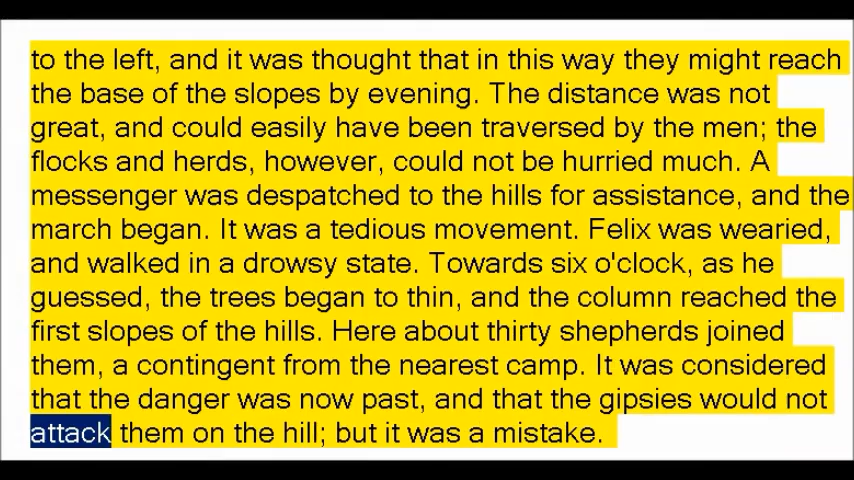 to the left, and it was thought that in this way they might reach
the base of the slopes by evening. The distance was not
great, and could easily have been traversed by the men; the
flocks and herds, however, could not be hurried much. A
messenger was despatched to the hills for assistance, and the
march began. It was a tedious movement. Felix was wearied,
and walked in a drowsy state. Towards six o'clock, as he
guessed, the trees began to thin, and the column reached the
first slopes of the hills. Here about thirty shepherds joined
them, a contingent from the nearest camp. It was considered
that the danger was now past, and that the gipsies would not
attack them on the hill; but it was a mistake.